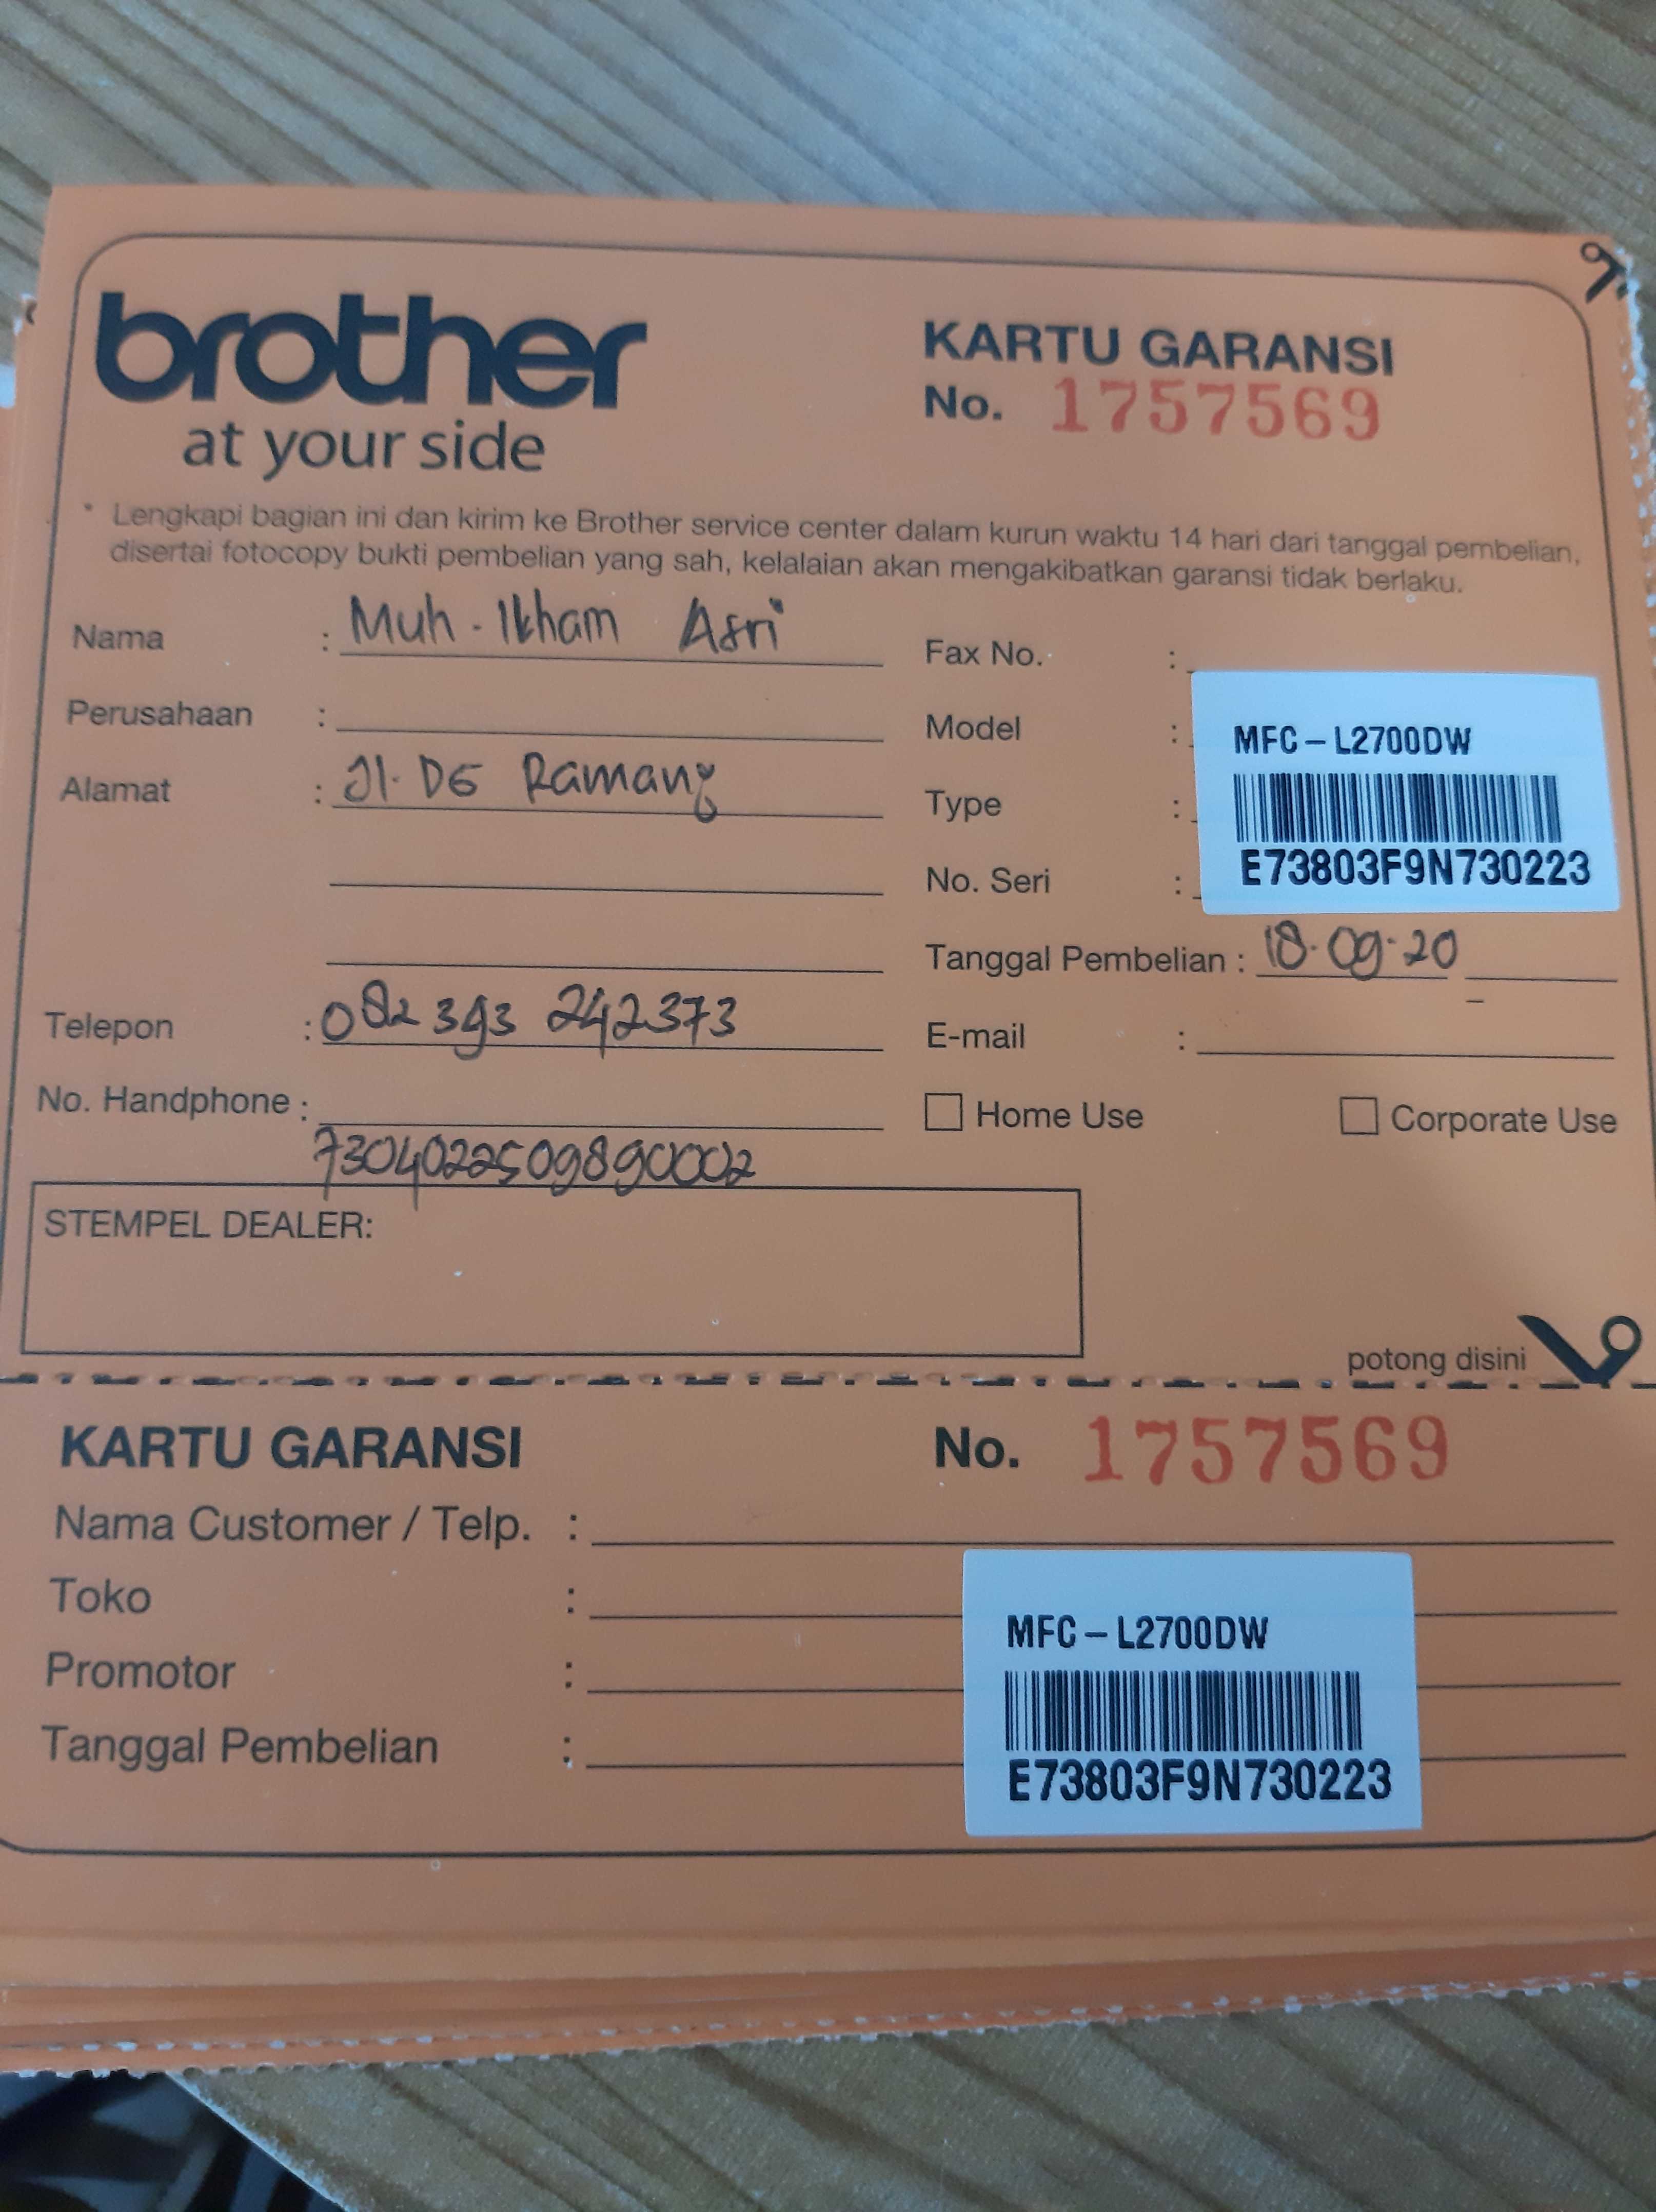 brother
at your side
KARTU GARANSI
No. 1757569
* Lengkapi bagian ini dan kirim ke Brother service center dalam kurun waktu 14 hari dari tanggal pembelian,
disertai fotocopy bukti pembelian yang sah, kelalaian akan mengakibatkan garansi tidak berlaku.
Nama : Muh. Ikham Asri
Perusahaan :
Alamat : Jl. DG Ramang
Telepon : 082 393 242373
No. Handphone :
7304022509890002
Fax No. :
Model :
Type :
No. Seri :
MFC-L2700DW
E73803F9N730223
Tanggal Pembelian : 18.09.20
E-mail :
Home Use
Corporate Use
STEMPEL DEALER:
potong disini
KARTU GARANSI
No. 1757569
Nama Customer / Telp. :
Toko :
Promotor :
Tanggal Pembelian :
MFC-L2700DW
E73803F9N730223